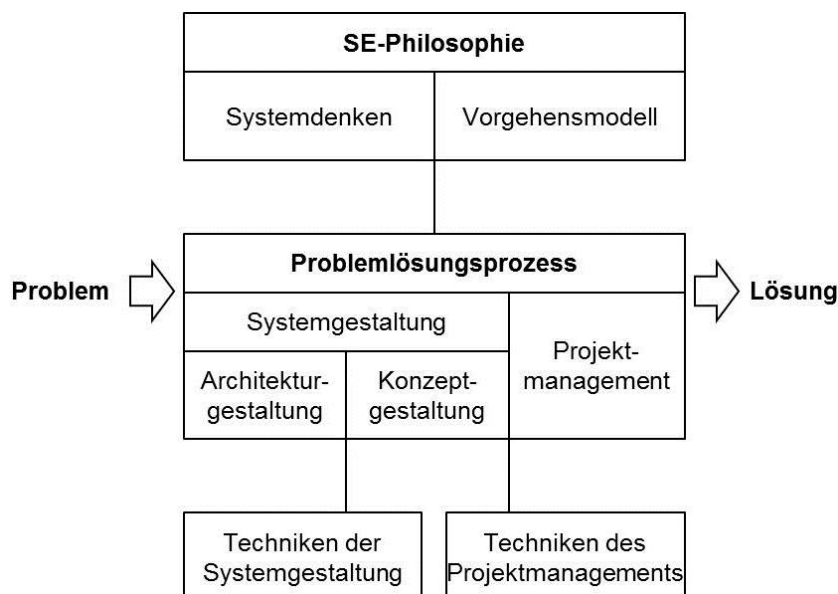 SE-Philosophie
Systemdenken
Vorgehensmodell
Problem
Problemlösungsprozess
Lösung
Systemgestaltung
Projekt-
management
Architektur-
gestaltung
Konzept-
gestaltung
Techniken der
Systemgestaltung
Techniken des
Projektmanagements